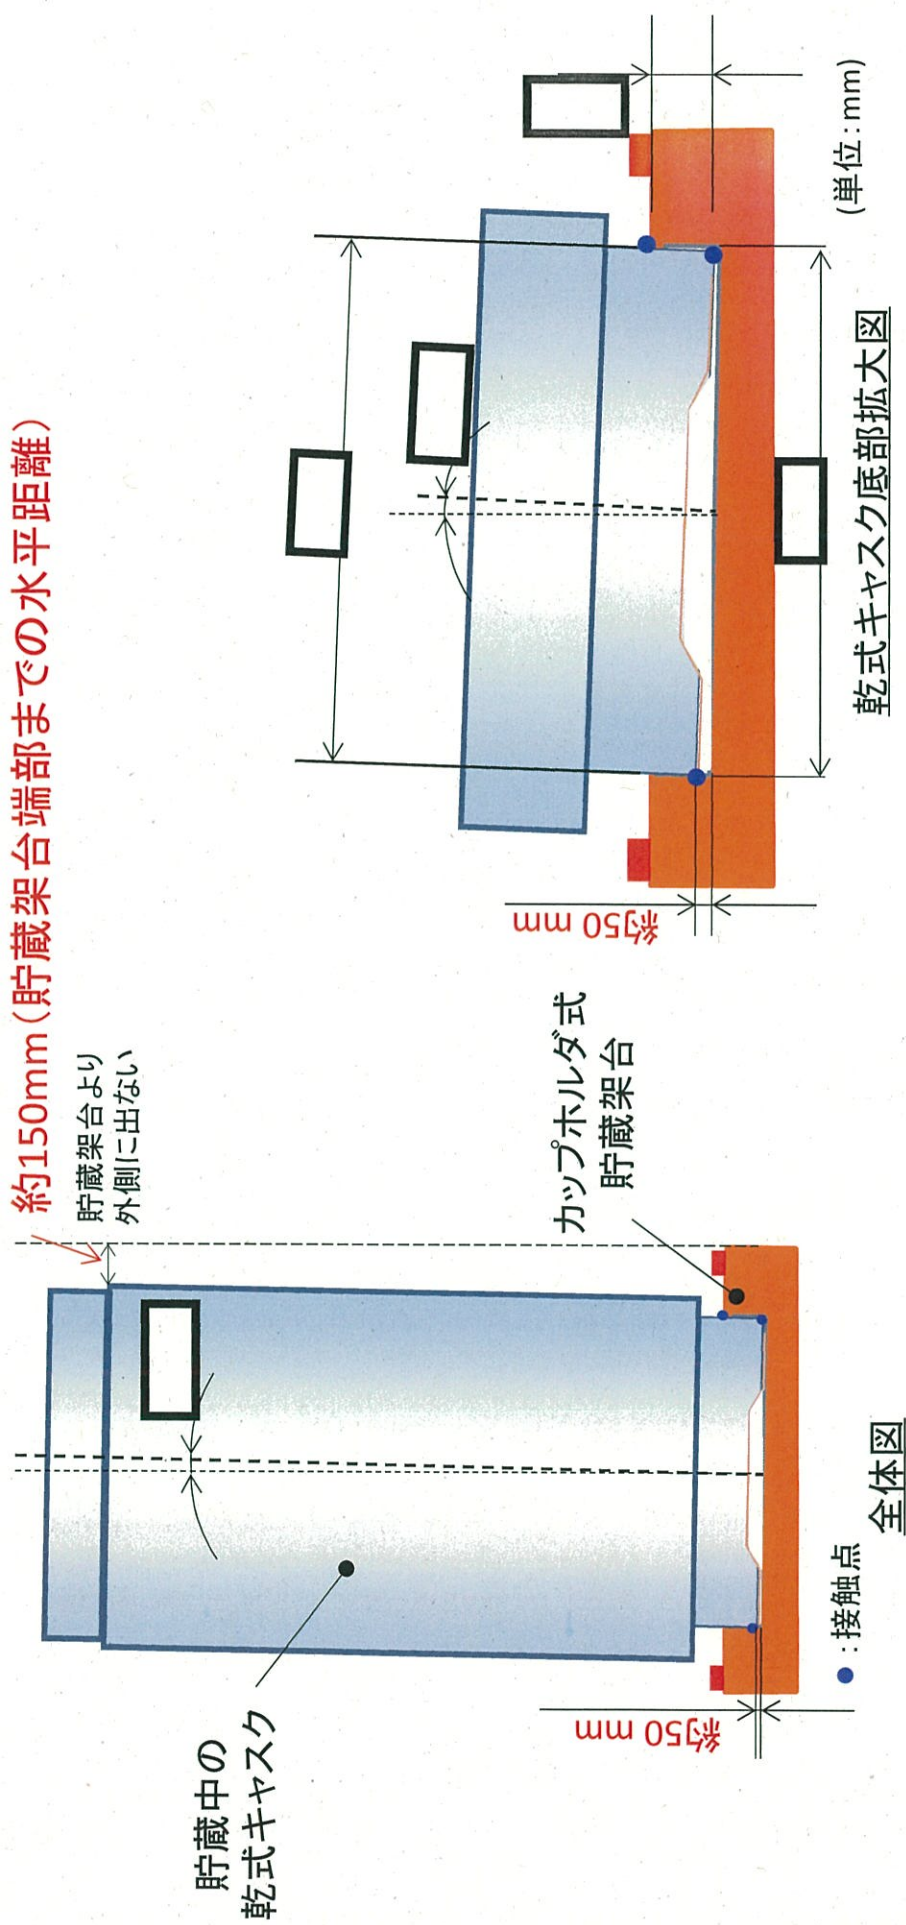 約150mm(貯蔵架台端部までの水平距離)
貯蔵架台より
外側に出ない
貯蔵中の
乾式キャスク
カップホルダ式
貯蔵架台
約50 mm
●:接触点
全体図
約50 mm
(単位:mm)
乾式キャスク底部拡大図